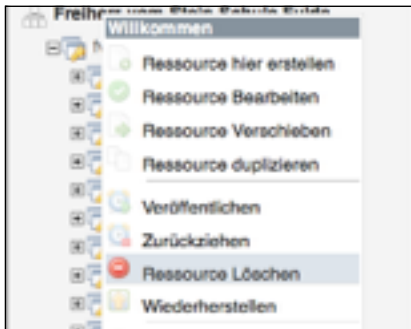 Freiherr vom Stein Schule Fulda
Willkommen
Ressource hier erstellen
Ressource Bearbeiten
Ressource Verschieben
Ressource duplizieren
Veröffentlichen
Zurückziehen
Ressource Löschen
Wiederherstellen